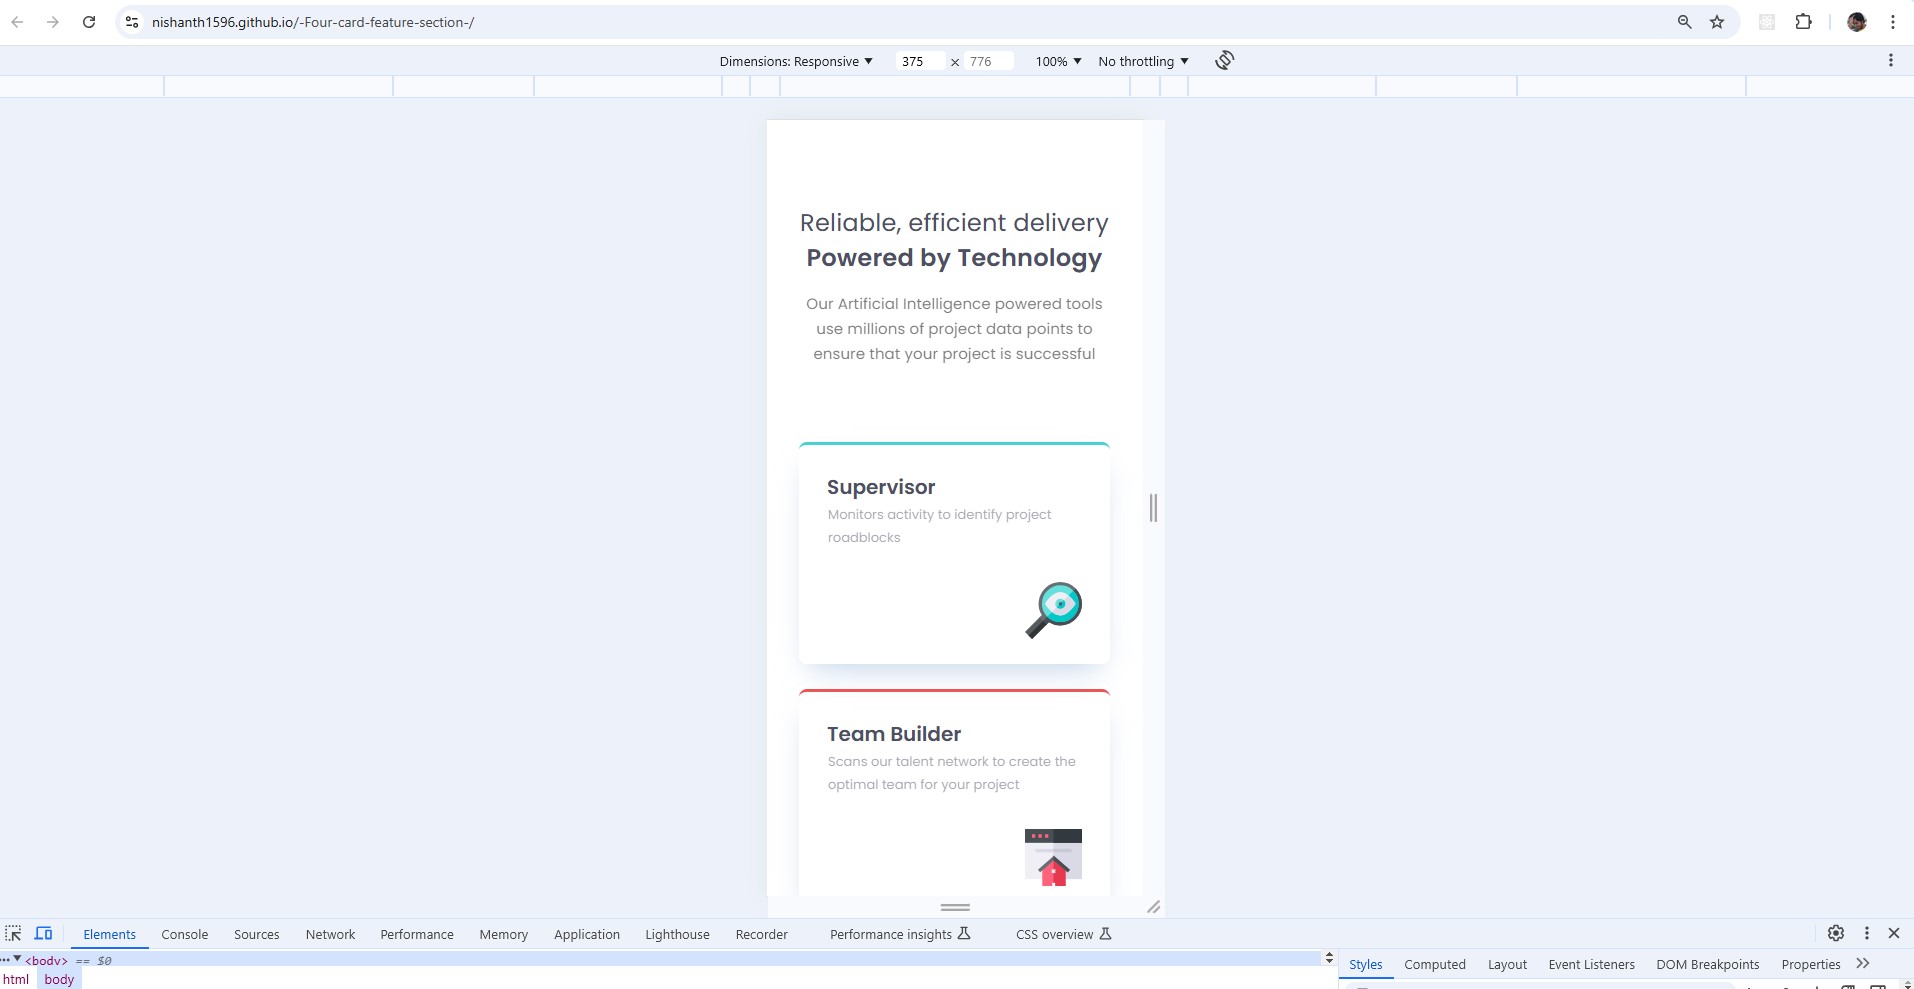 nishanth1596.github.io/-Four-card-feature-section-/
Dimensions: Responsive 375 × 776 100% No throttling
Reliable, efficient delivery
Powered by Technology
Our Artificial Intelligence powered tools
use millions of project data points to
ensure that your project is successful
Supervisor
Monitors activity to identify project
roadblocks
Team Builder
Scans our talent network to create the
optimal team for your project
Elements Console Sources Network Performance Memory Application Lighthouse Recorder Performance insights CSS overview
<body> == $0
html body
Styles Computed Layout Event Listeners DOM Breakpoints Properties